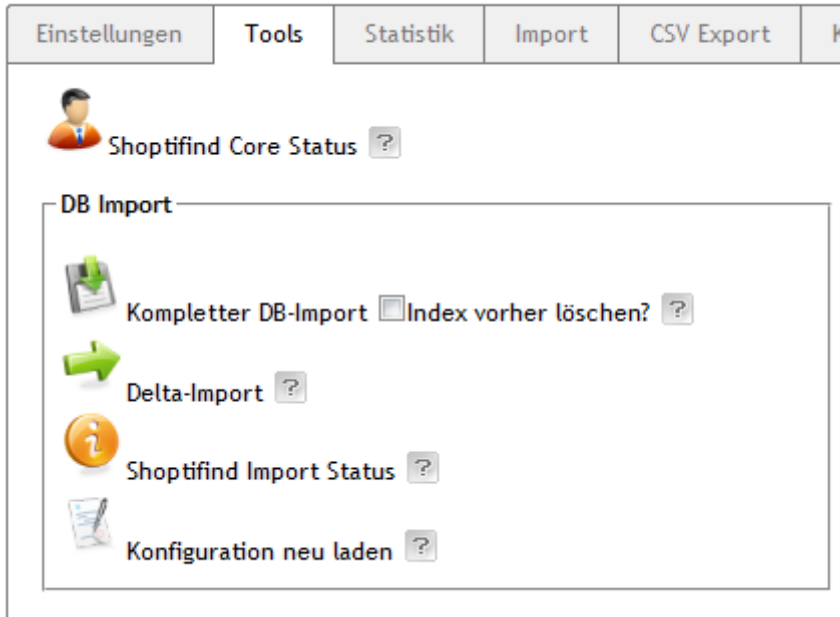 Einstellungen Tools Statistik Import CSV Export
Shoptifind Core Status ?
DB Import
Kompletter DB-Import Index vorher löschen? ?
Delta-Import ?
Shoptifind Import Status ?
Konfiguration neu laden ?